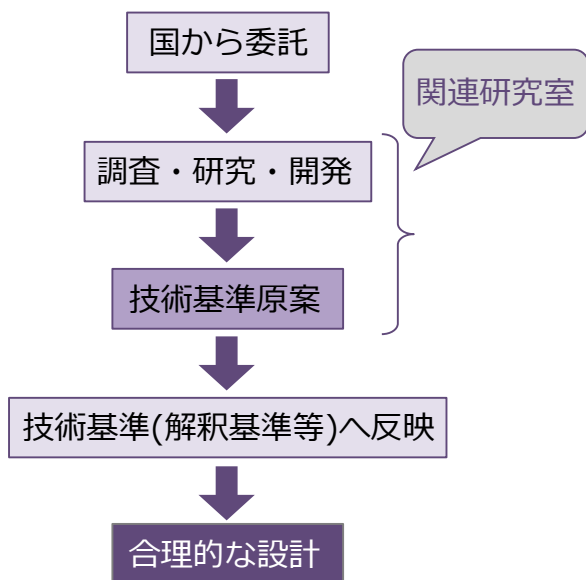 国から委託
関連研究室
調査・研究・開発
技術基準原案
技術基準(解釈基準等)へ反映
合理的な設計